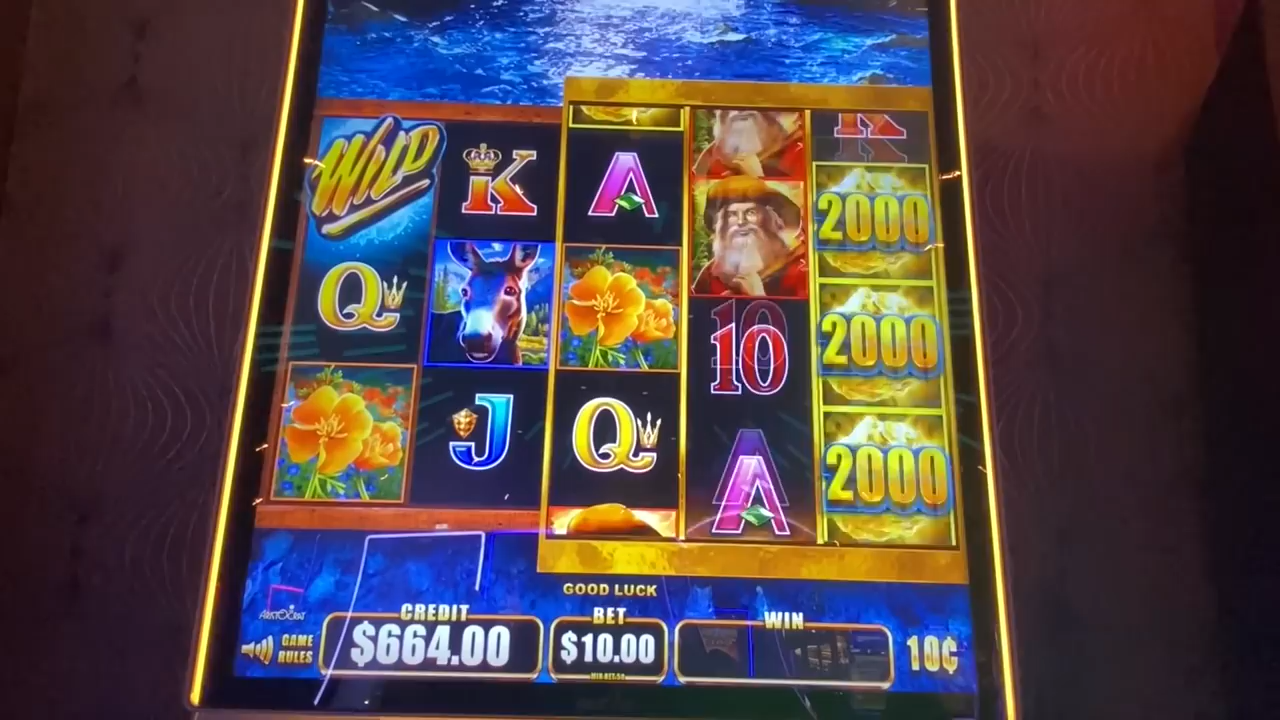 WILD
K
A
K
2000
Q
10
2000
J
Q
A
2000
GOOD LUCK
ARISTOCRAT
GAME
RULES
CREDIT
$664.00
BET
$10.00
WIN
10¢